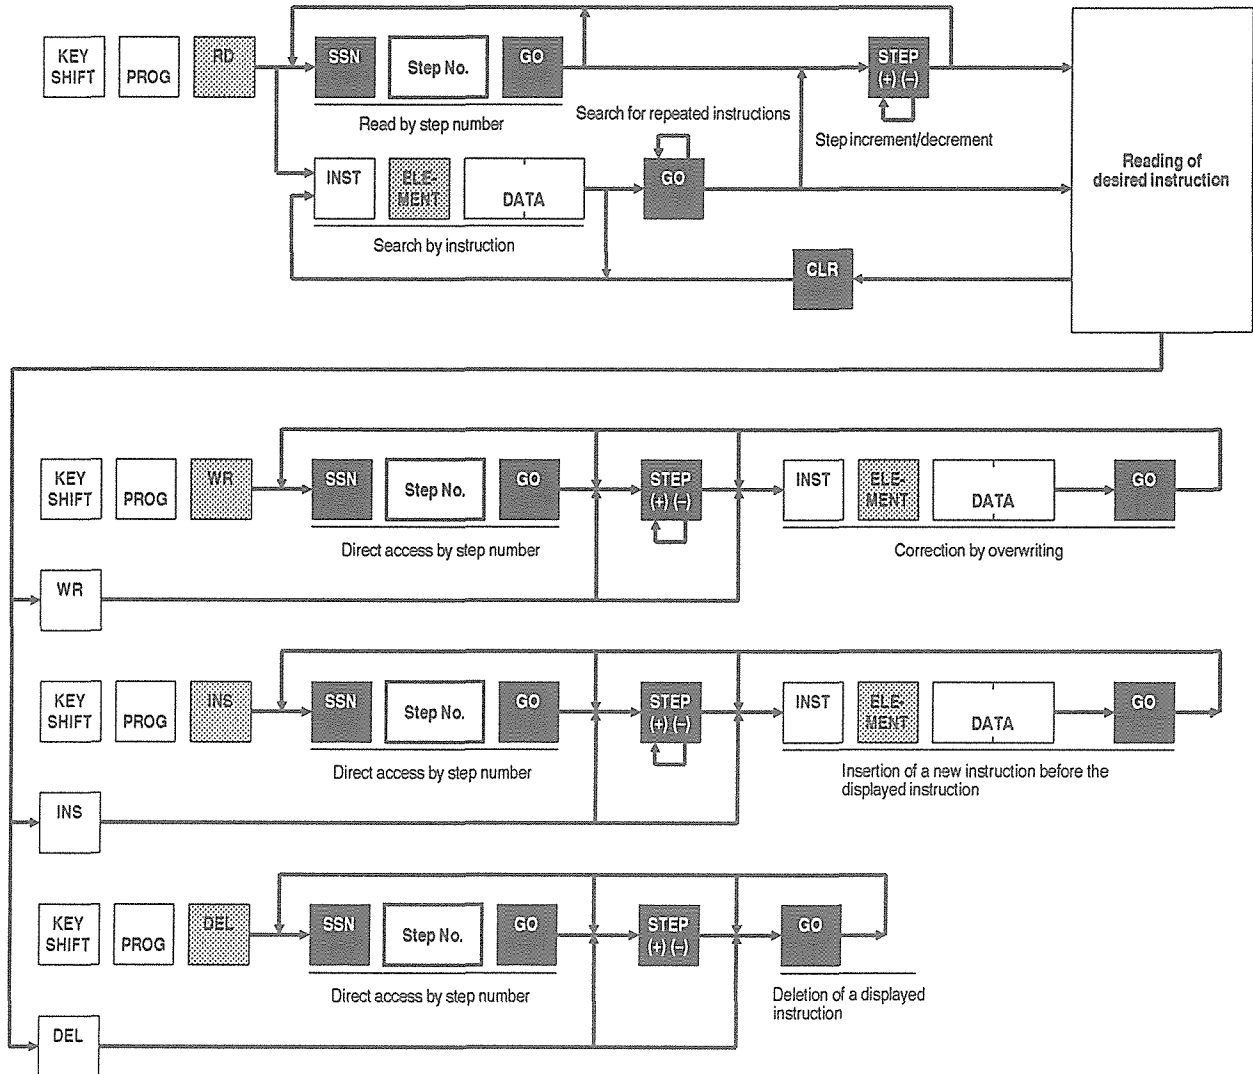 KEY
SHIFT
PROG
RD
SSN
Step No.
GO
STEP
(+) (–)
Read by step number
Search for repeated instructions
Step increment/decrement
Reading of
desired instruction
INST
ELE-
MENT
DATA
GO
Search by instruction
CLR
KEY
SHIFT
PROG
WR
SSN
Step No.
GO
STEP
(+) (–)
INST
ELE-
MENT
DATA
GO
Direct access by step number
Correction by overwriting
WR
KEY
SHIFT
PROG
INS
SSN
Step No.
GO
STEP
(+) (–)
INST
ELE-
MENT
DATA
GO
Direct access by step number
Insertion of a new instruction before the
displayed instruction
INS
KEY
SHIFT
PROG
DEL
SSN
Step No.
GO
STEP
(+) (–)
GO
Direct access by step number
Deletion of a displayed
instruction
DEL